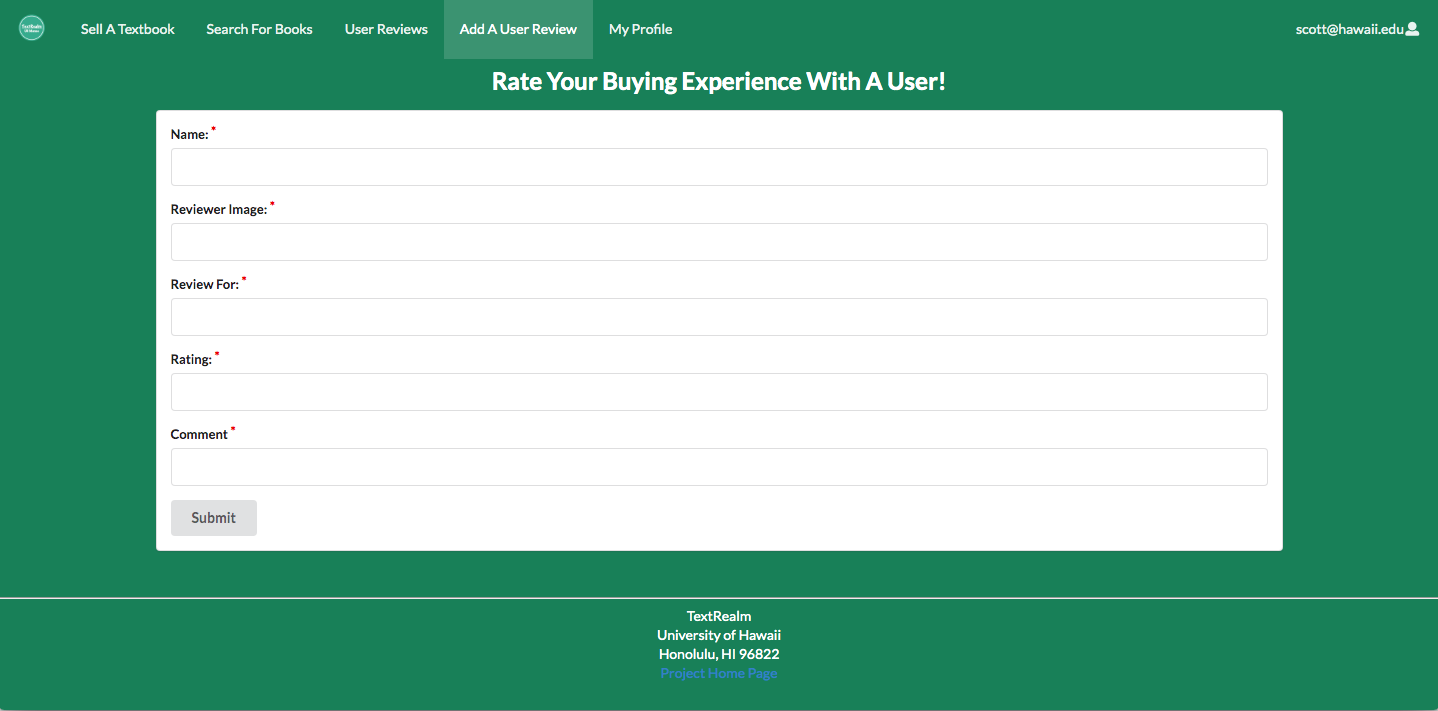 TextRealm
Sell A Textbook Search For Books User Reviews Add A User Review My Profile scott@hawaii.edu
Rate Your Buying Experience With A User!
Name: *
Reviewer Image: *
Review For: *
Rating: *
Comment *
Submit
TextRealm
University of Hawaii
Honolulu, HI 96822
Project Home Page